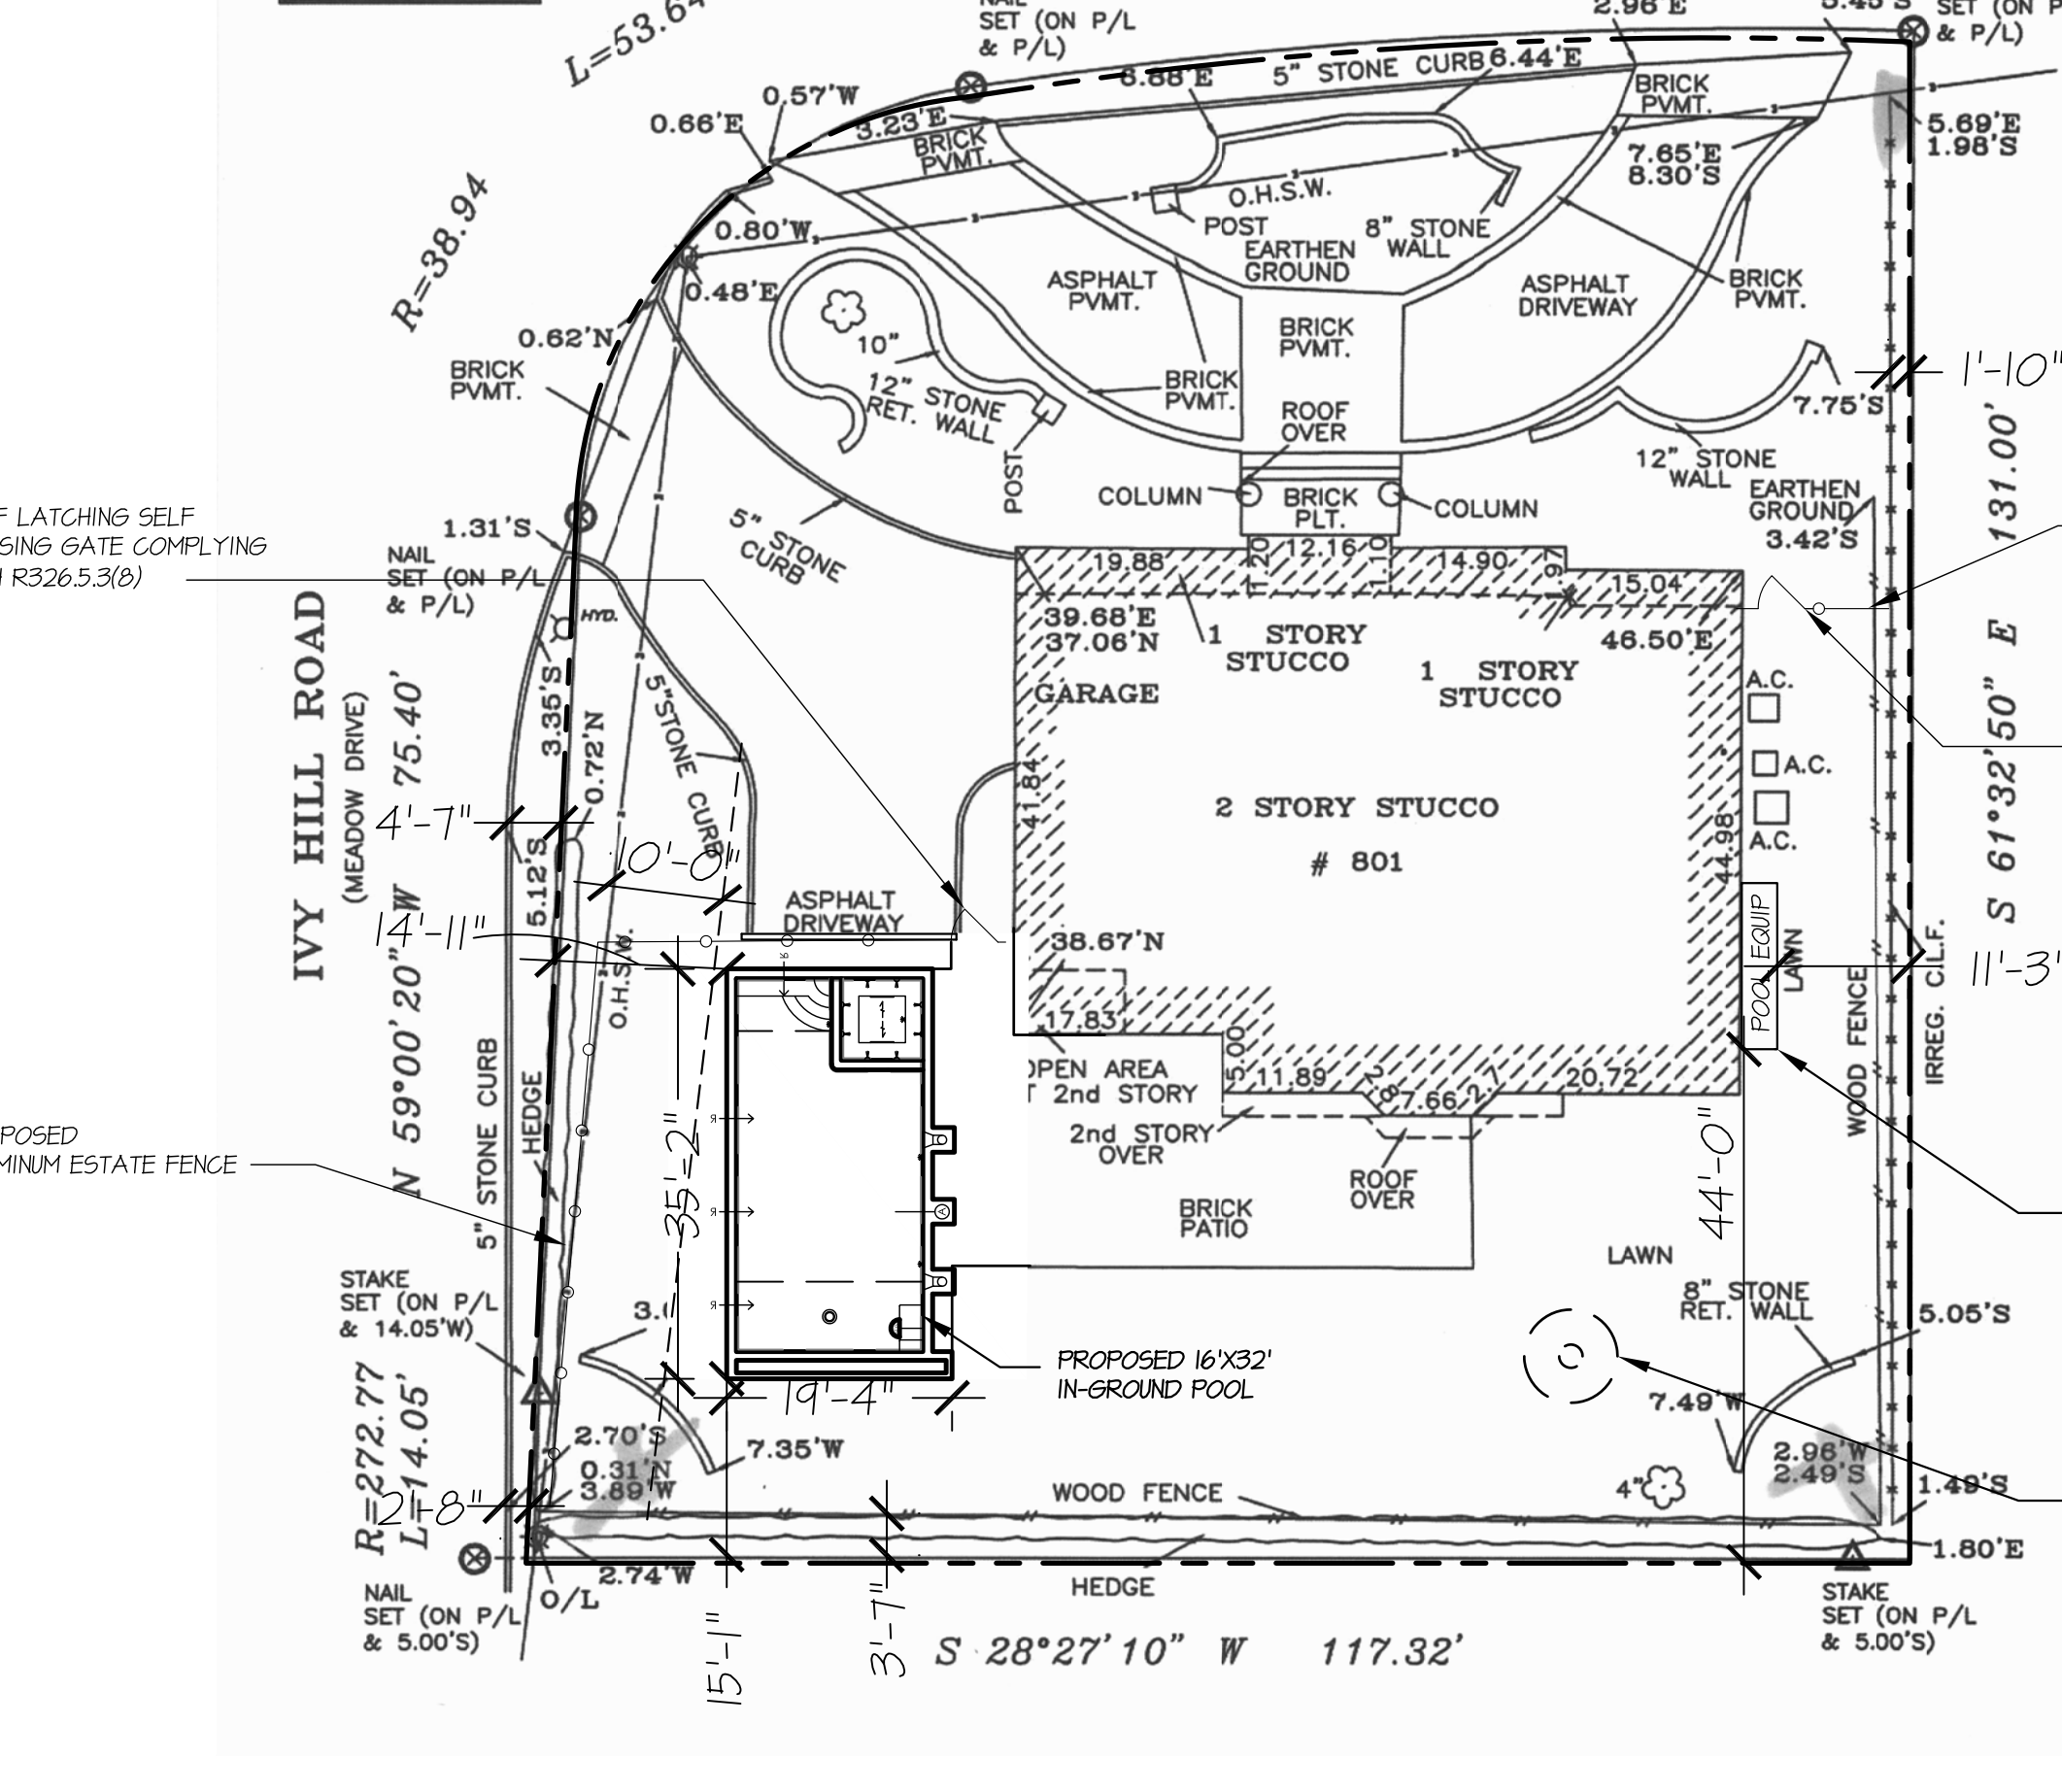 L=53.64
NAIL
SET (ON P/L
& P/L)
2.96'E
5.45'S
SET (ON P
& P/L)
0.57'W
0.66'E
3.23'E
BRICK
PVMT.
6.88'E
5" STONE CURB
6.44'E
BRICK
PVMT.
5.69'E
1.98'S
7.65'E
8.30'S
R=38.94
0.80'W
0.48'E
O.H.S.W.
POST
8" STONE
WALL
EARTHEN
GROUND
ASPHALT
PVMT.
ASPHALT
DRIVEWAY
BRICK
PVMT.
0.62'N
BRICK
PVMT.
10"
12" STONE
RET. WALL
BRICK
PVMT.
BRICK
PVMT.
ROOF
OVER
1'-10"
7.75'S
12" STONE
WALL
POST
COLUMN
BRICK
PLT.
COLUMN
EARTHEN
GROUND
3.42'S
S 61°32'50" E 131.00'
F LATCHING SELF
SING GATE COMPLYING
R326.5.3(8)
1.31'S
NAIL
SET (ON P/L
& P/L)
5" STONE
CURB
HYD.
19.88
1.20
12.16
1.10
14.90
1.97
15.04
39.68'E
37.06'N
1 STORY
STUCCO
1 STORY
STUCCO
46.50'E
GARAGE
A.C.
A.C.
A.C.
IVY HILL ROAD
(MEADOW DRIVE)
N 59°00'20" W 75.40'
3.35'S
0.72'N
5" STONE CURB
41.84
2 STORY STUCCO
# 801
44.98'
4'-7"
5.12'S
10'-0"
14'-11"
ASPHALT
DRIVEWAY
O.H.S.W.
38.67'N
17.83
5.00
11.89
2.8
7.66
2.7
20.72
POOL EQUIP
LAWN
WOOD FENCE
IRREG. C.L.F.
11'-3"
OPEN AREA
2nd STORY
2nd STORY
OVER
ROOF
OVER
BRICK
PATIO
44'-0"
LAWN
5" STONE CURB
HEDGE
POSED
MINUM ESTATE FENCE
35'-2"
STAKE
SET (ON P/L
& 14.05'W)
8" STONE
RET. WALL
5.05'S
PROPOSED 16'X32'
IN-GROUND POOL
19'-4"
7.49'W
7.35'W
R=272.77
L=14.05'
2.70'S
0.31'N
3.89'W
2.96'W
2.49'S
1.49'S
2'-8"
WOOD FENCE
4"
2.74'W
O/L
HEDGE
1.80'E
NAIL
SET (ON P/L
& 5.00'S)
15'-1"
3'-7"
S 28°27'10" W 117.32'
STAKE
SET (ON P/L
& 5.00'S)